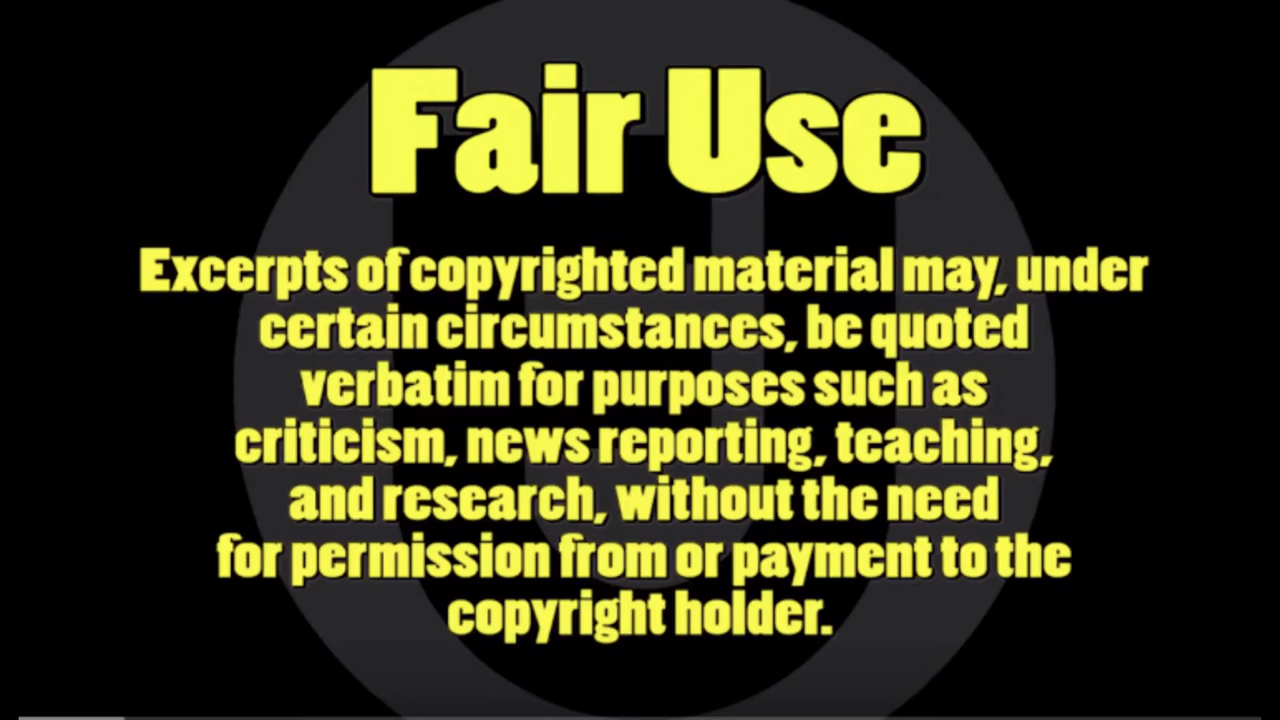 Fair Use
Excerpts of copyrighted material may, under
certain circumstances, be quoted
verbatim for purposes such as
criticism, news reporting, teaching,
and research, without the need
for permission from or payment to the
copyright holder.